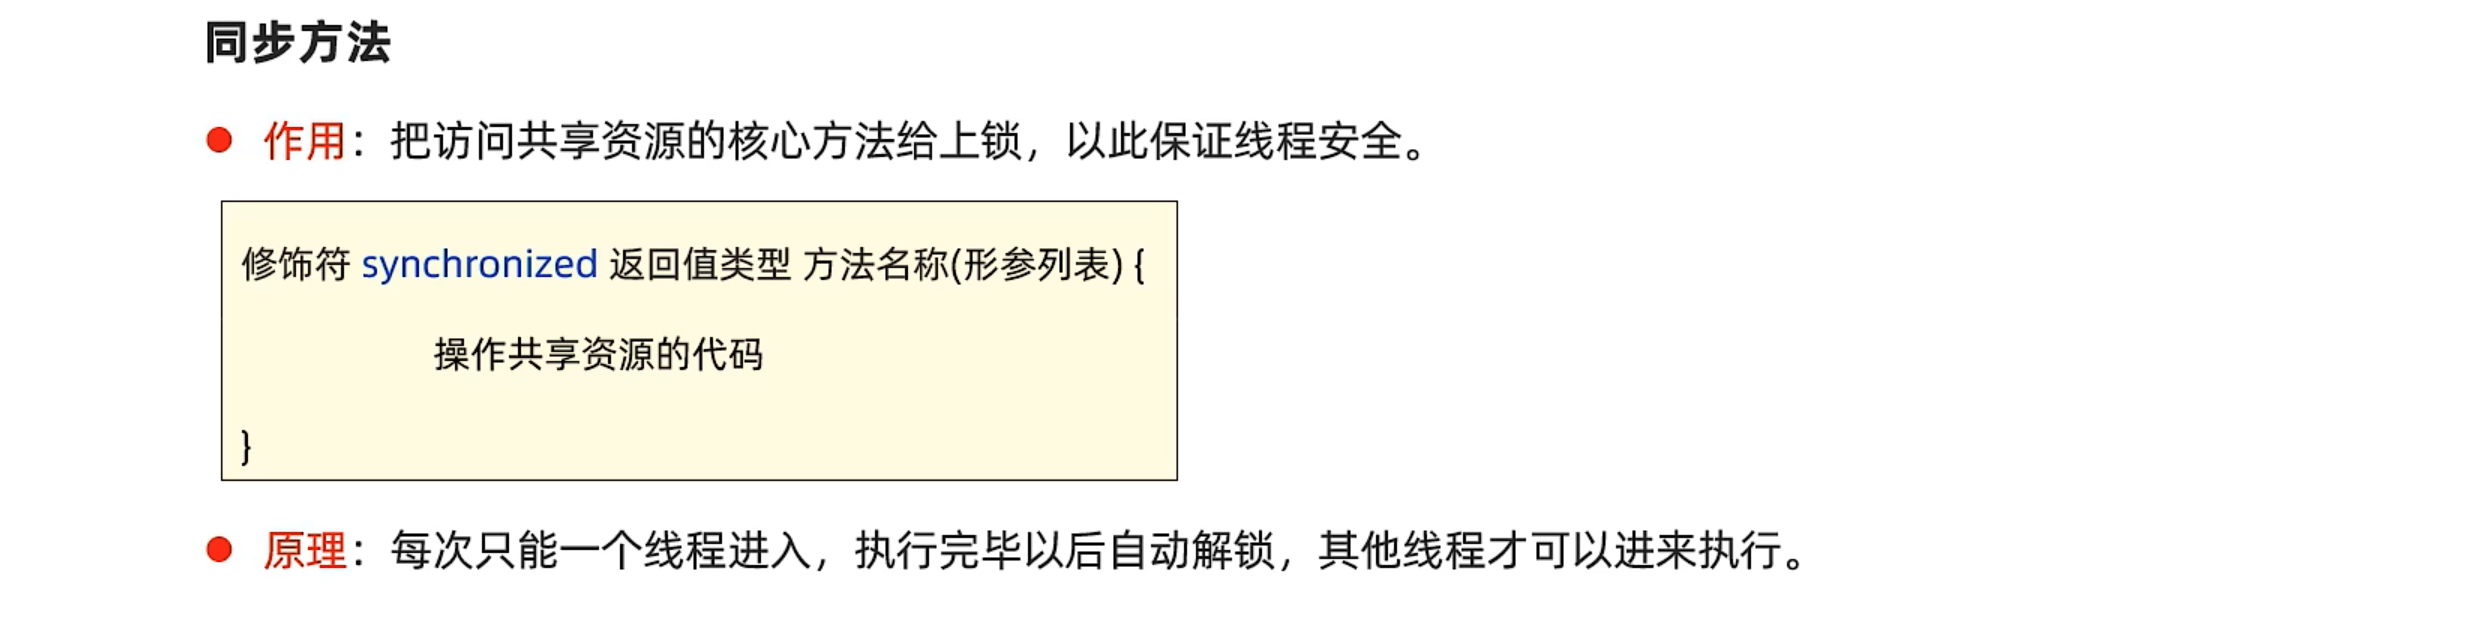 同步方法
作用：把访问共享资源的核心方法给上锁，以此保证线程安全。
修饰符 synchronized 返回值类型 方法名称(形参列表) {
操作共享资源的代码
}
原理：每次只能一个线程进入，执行完毕以后自动解锁，其他线程才可以进来执行。